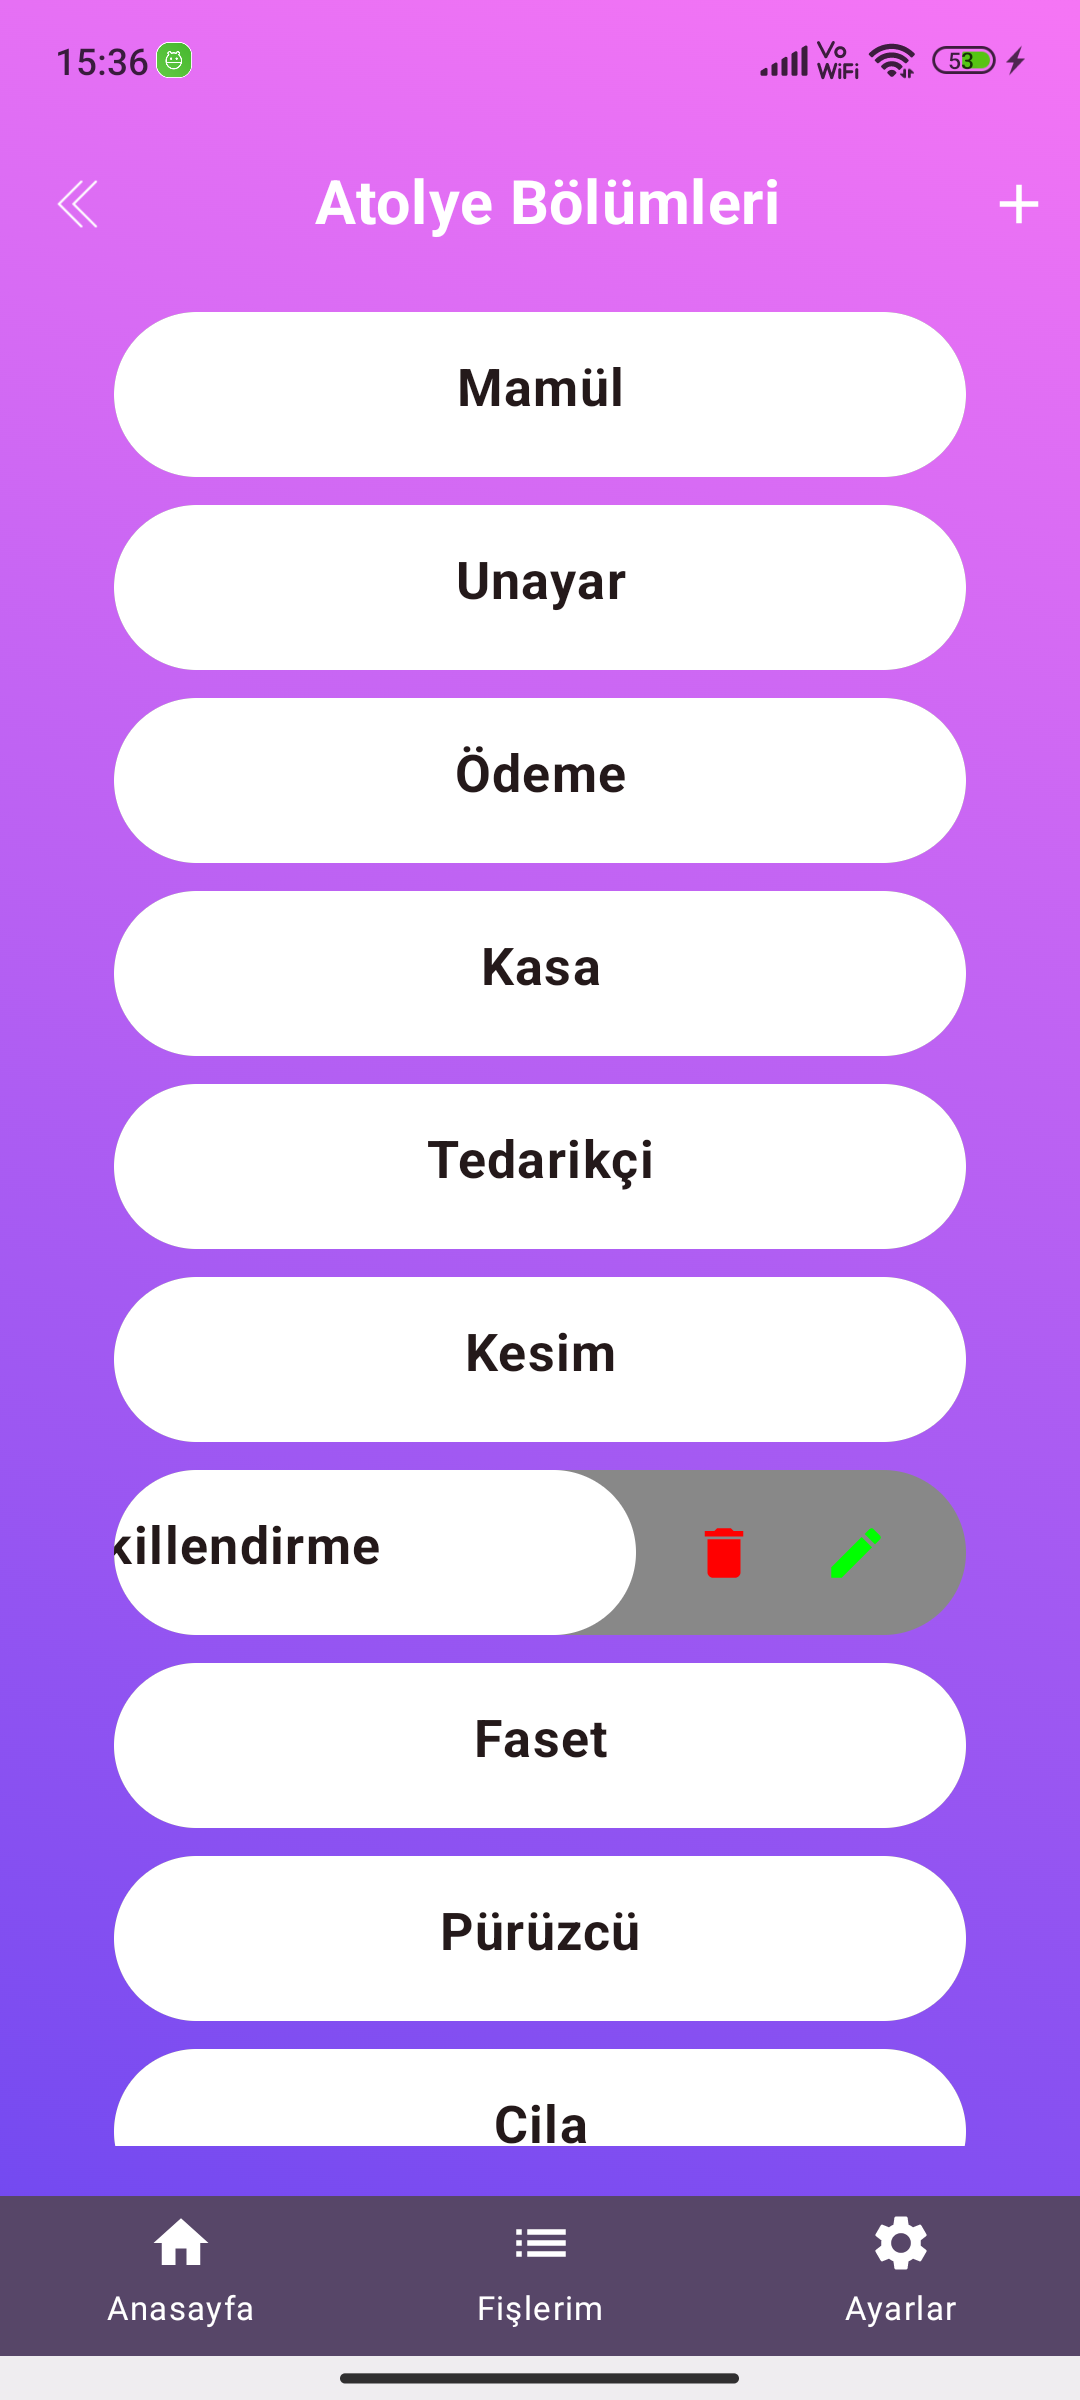 15:36
Vo
WiFi
53
Atolye Bölümleri
Mamül
Unayar
Ödeme
Kasa
Tedarikçi
Kesim
killendirme
Faset
Pürüzcü
Cila
Anasayfa
Fişlerim
Ayarlar